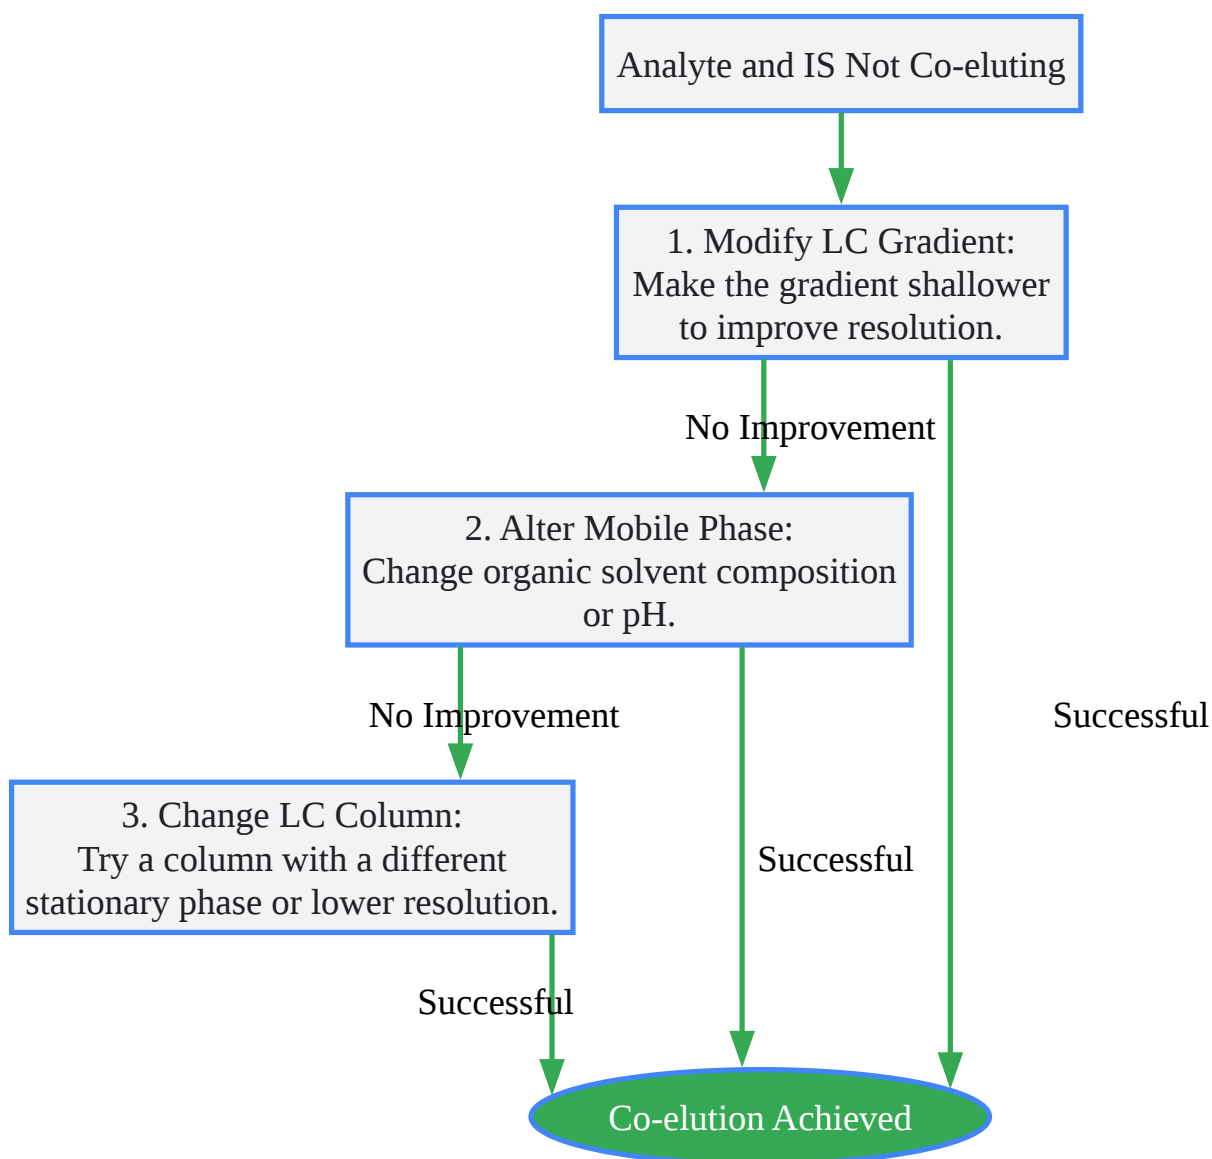 Analyte and IS Not Co-eluting
1. Modify LC Gradient:
Make the gradient shallower
to improve resolution.
No Improvement
2. Alter Mobile Phase:
Change organic solvent composition
or pH.
No Improvement
Successful
3. Change LC Column:
Try a column with a different
stationary phase or lower resolution.
Successful
Successful
Co-elution Achieved